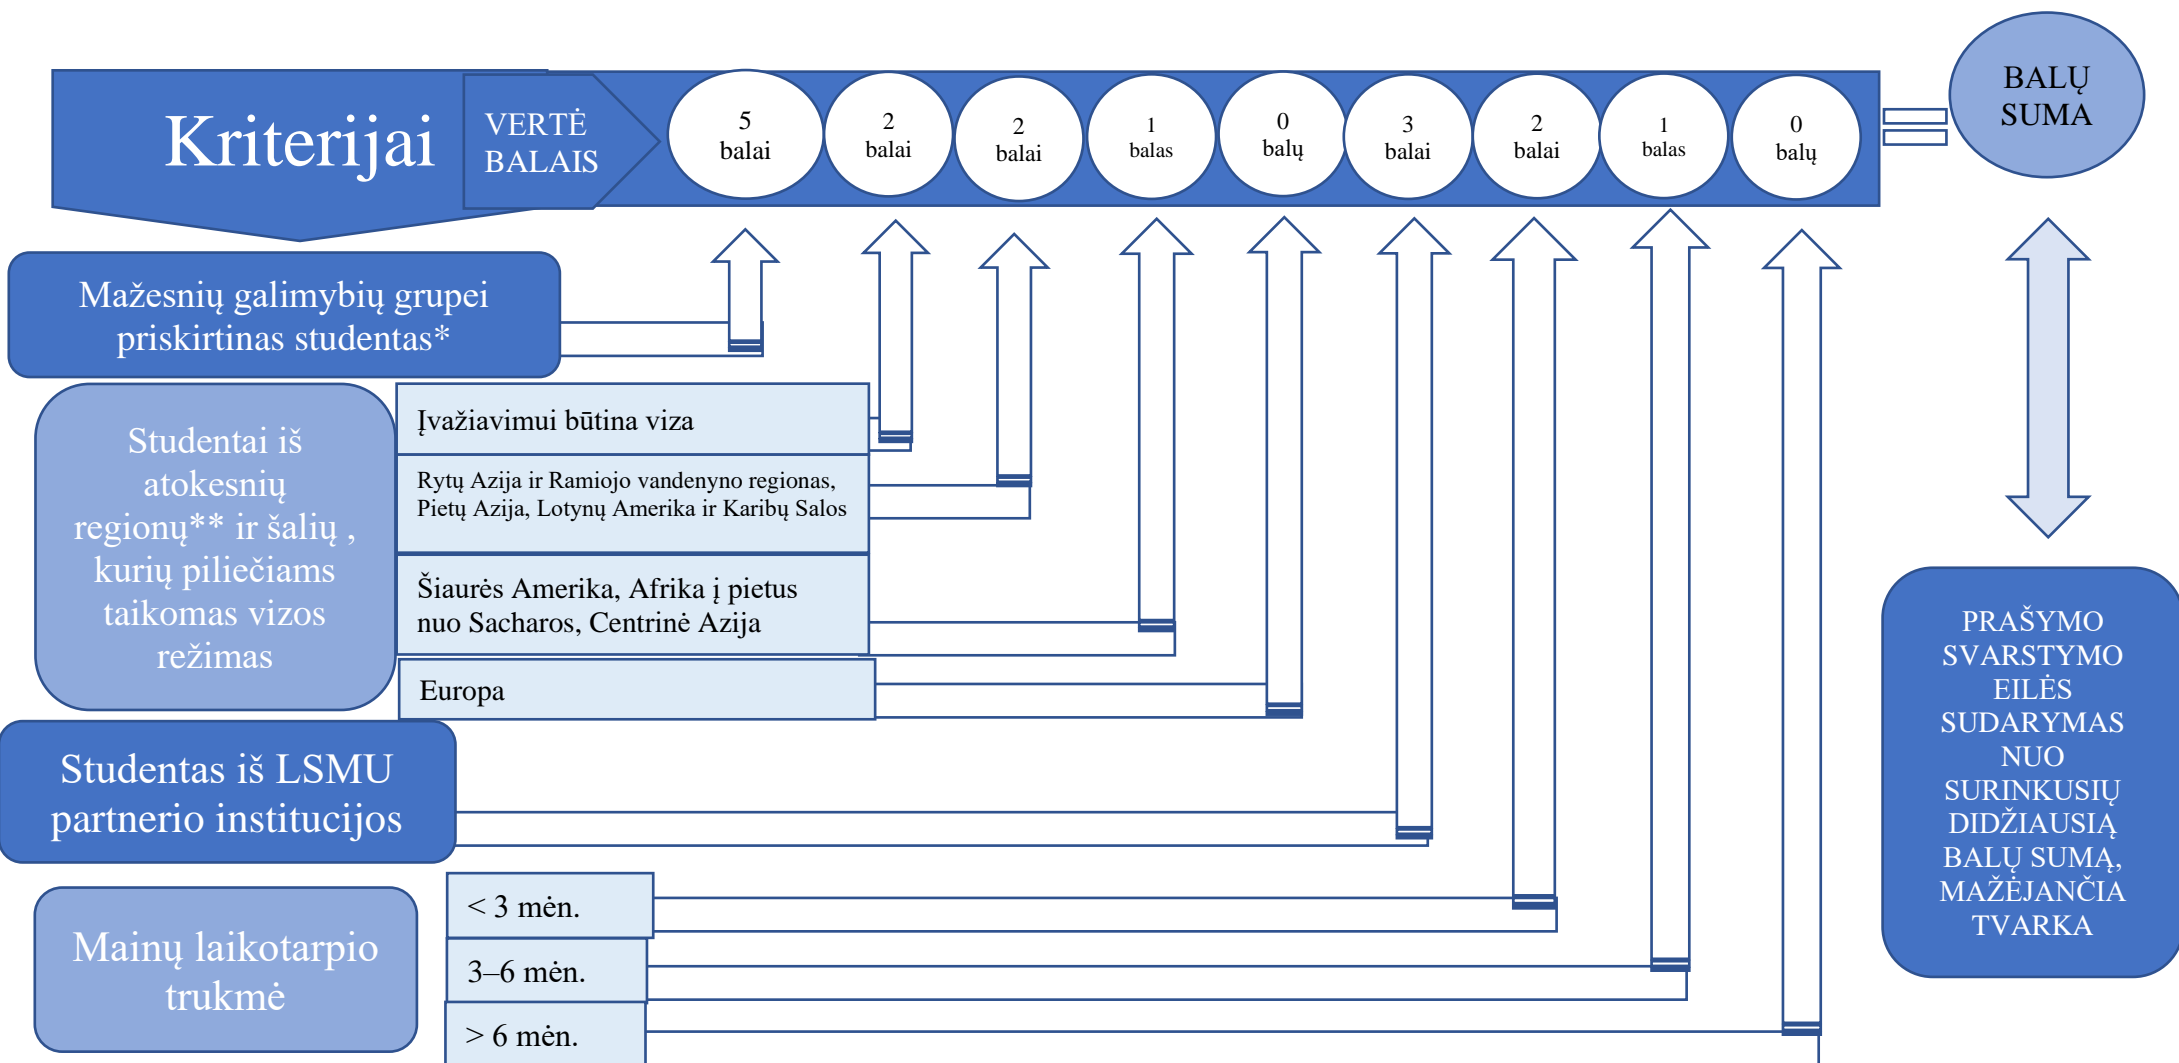 Kriterijai
VERTĖ
BALAIS
5
balai
2
balai
2
balai
1
balas
0
balų
3
balai
2
balai
1
balas
0
balų
BALŲ
SUMA
Mažesnių galimybių grupei
priskirtinas studentas*
Studentai iš
atokesnių
regionų** ir šalių ,
kurių piliečiams
taikomas vizos
režimas
Įvažiavimui būtina viza
Rytų Azija ir Ramiojo vandenyno regionas,
Pietų Azija, Lotynų Amerika ir Karibų Salos
Šiaurės Amerika, Afrika į pietus
nuo Sacharos, Centrinė Azija
Europa
Studentas iš LSMU
partnerio institucijos
Mainų laikotarpio
trukmė
< 3 mėn.
3–6 mėn.
> 6 mėn.
PRAŠYMO
SVARSTYMO
EILĖS
SUDARYMAS
NUO
SURINKUSIŲ
DIDŽIAUSIĄ
BALŲ SUMĄ,
MAŽĖJANČIA
TVARKA